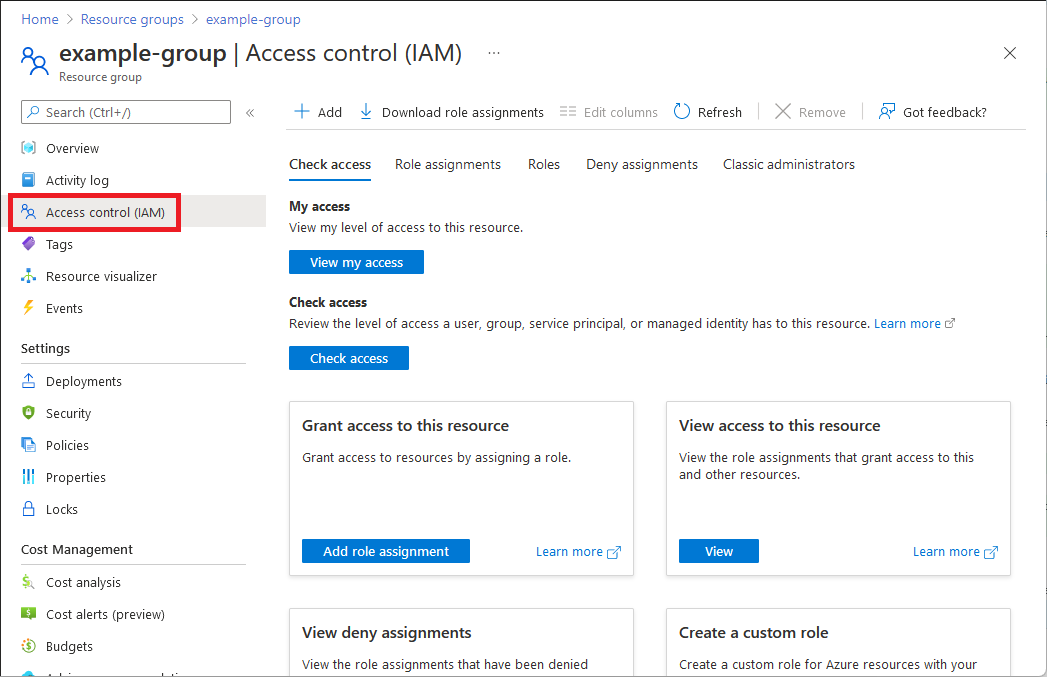 Home > Resource groups > example-group
example-group | Access control (IAM) ...
Resource group
Search (Ctrl+/)
«
Overview
Activity log
Access control (IAM)
Tags
Resource visualizer
Events
Settings
Deployments
Security
Policies
Properties
Locks
Cost Management
Cost analysis
Cost alerts (preview)
Budgets
Add
Download role assignments
Edit columns
Refresh
Remove
Got feedback?
Check access
Role assignments
Roles
Deny assignments
Classic administrators
My access
View my level of access to this resource.
View my access
Check access
Review the level of access a user, group, service principal, or managed identity has to this resource. Learn more
Check access
Grant access to this resource
Grant access to resources by assigning a role.
Add role assignment
Learn more
View access to this resource
View the role assignments that grant access to this
and other resources.
View
Learn more
View deny assignments
View the role assignments that have been denied
Create a custom role
Create a custom role for Azure resources with your